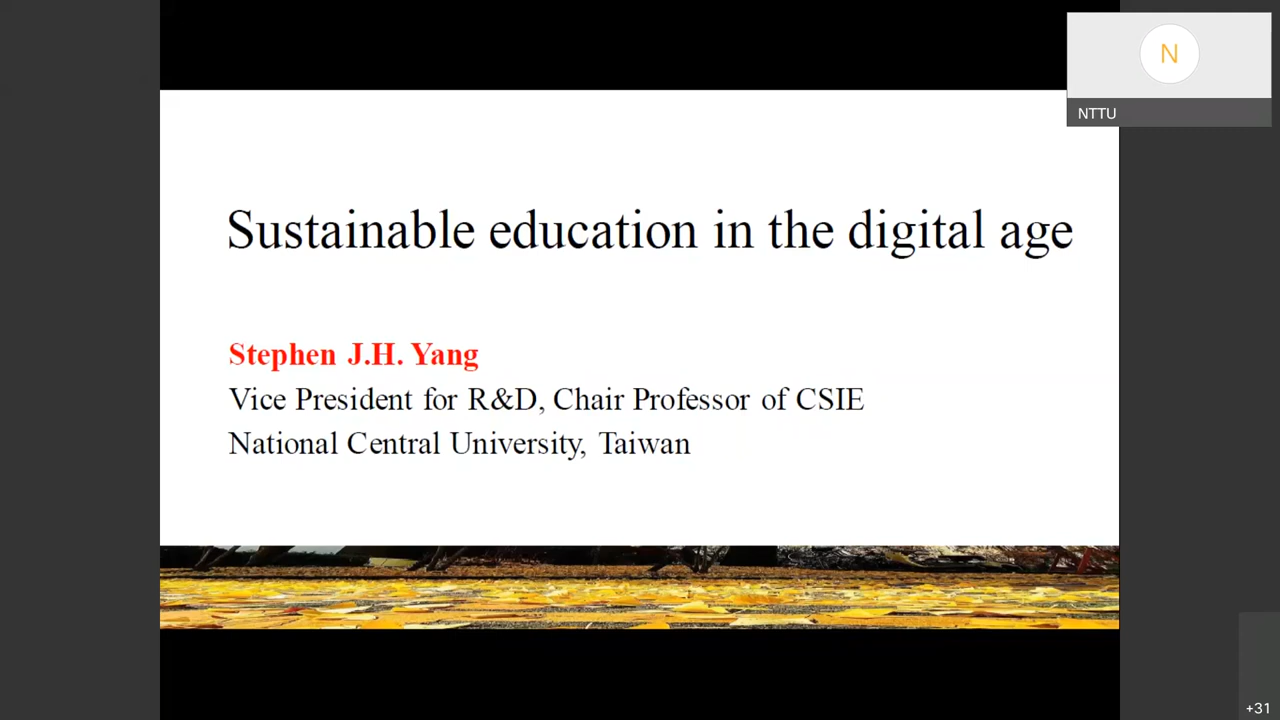 N
NTTU
Sustainable education in the digital age
Stephen J.H. Yang
Vice President for R&D, Chair Professor of CSIE
National Central University, Taiwan
+31